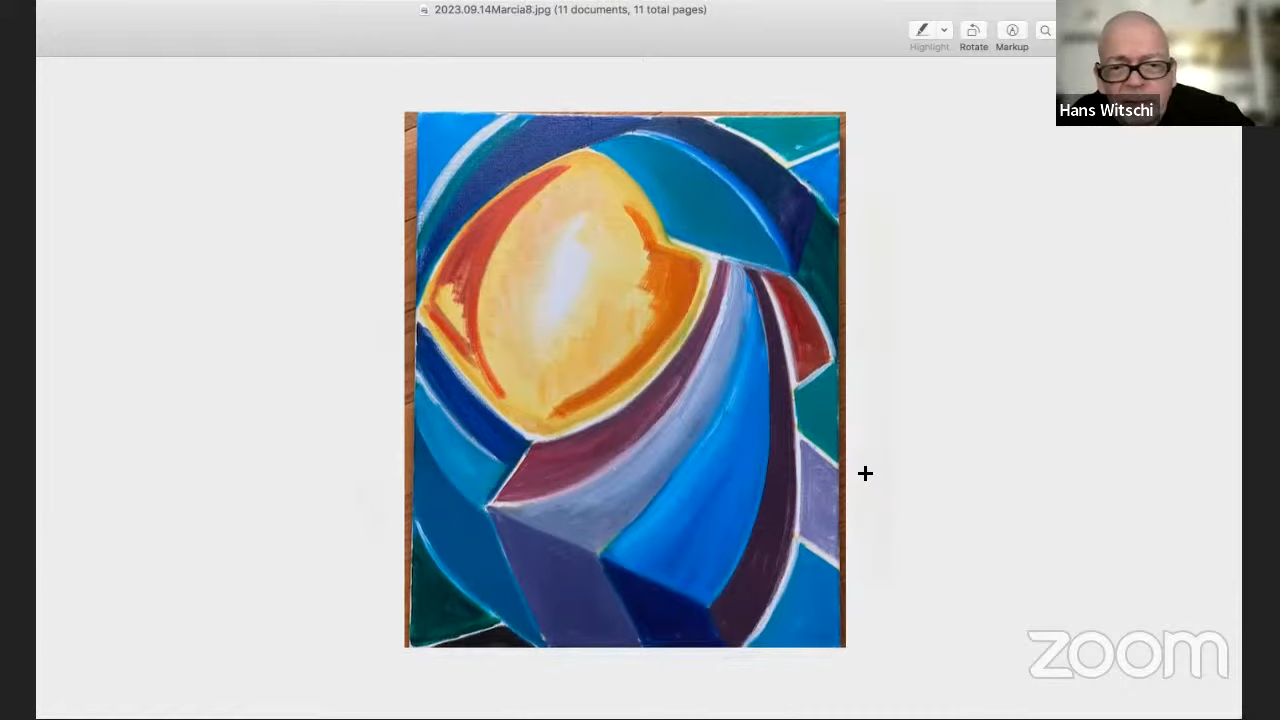 2023.09.14Marcia8.jpg (11 documents, 11 total pages)
Highlight
Rotate
Markup
Hans Witschi
zoom